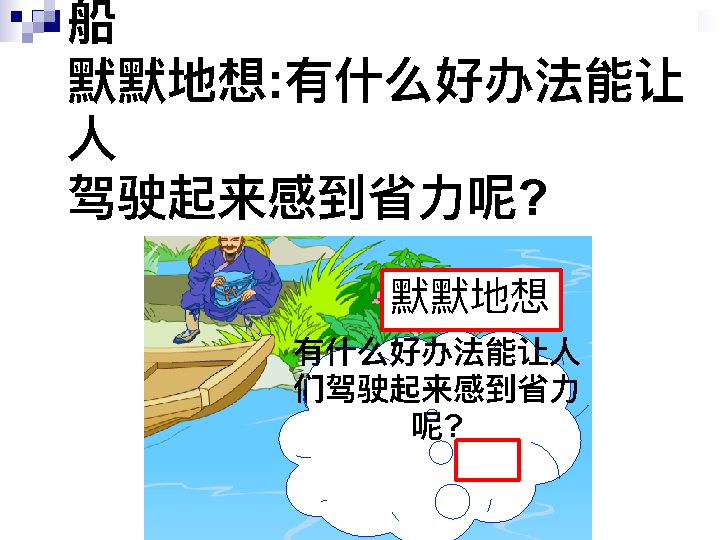 船
默默地想:有什么好办法能让
人
驾驶起来感到省力呢?
默默地想
有什么好办法能让人
们驾驶起来感到省力
呢?